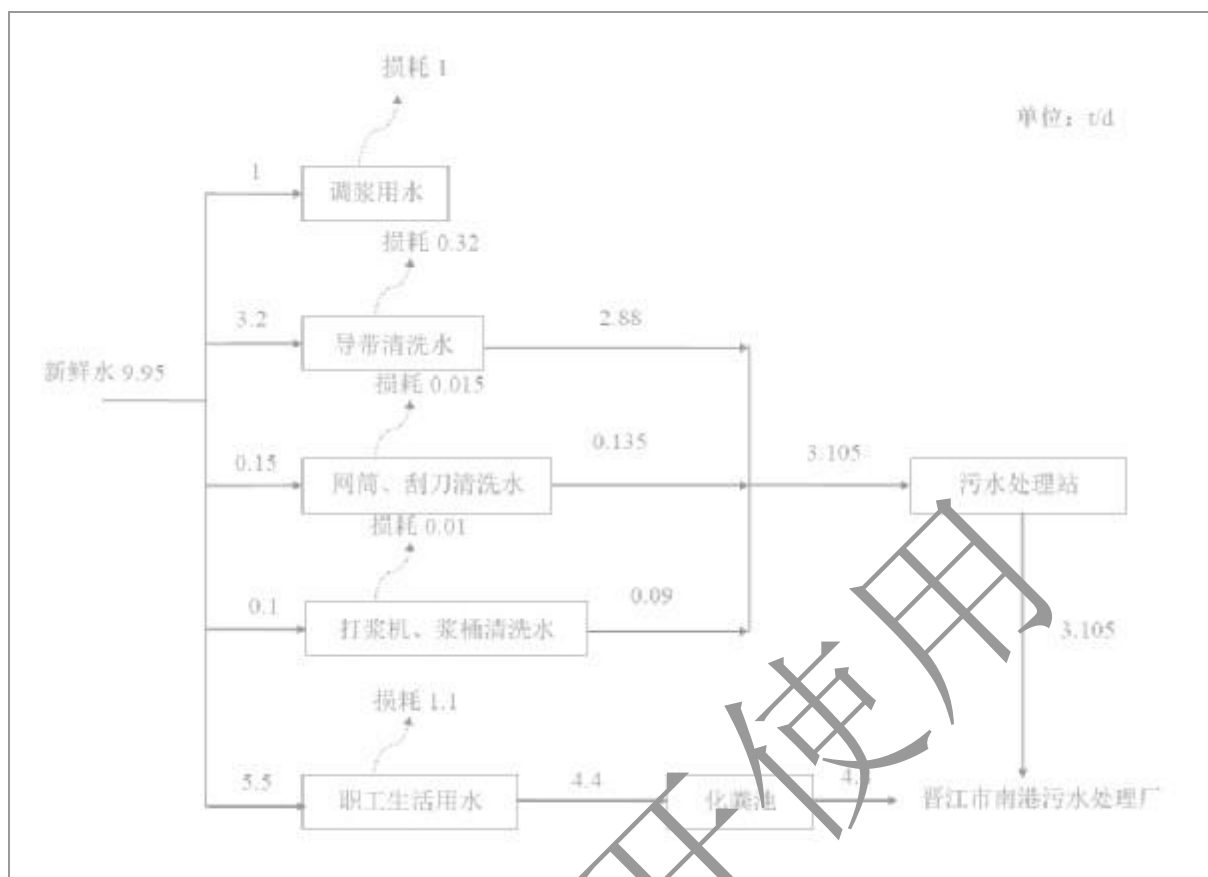 损耗 1
单位：t/d
1
调浆用水
损耗 0.32
3.2
导带清洗水
2.88
新鲜水 9.95
损耗 0.015
0.15
网筒、刮刀清洗水
0.135
3.105
污水处理站
损耗 0.01
0.1
打浆机、浆桶清洗水
0.09
3.105
损耗 1.1
5.5
职工生活用水
4.4
化粪池
晋江市南港污水处理厂
使用